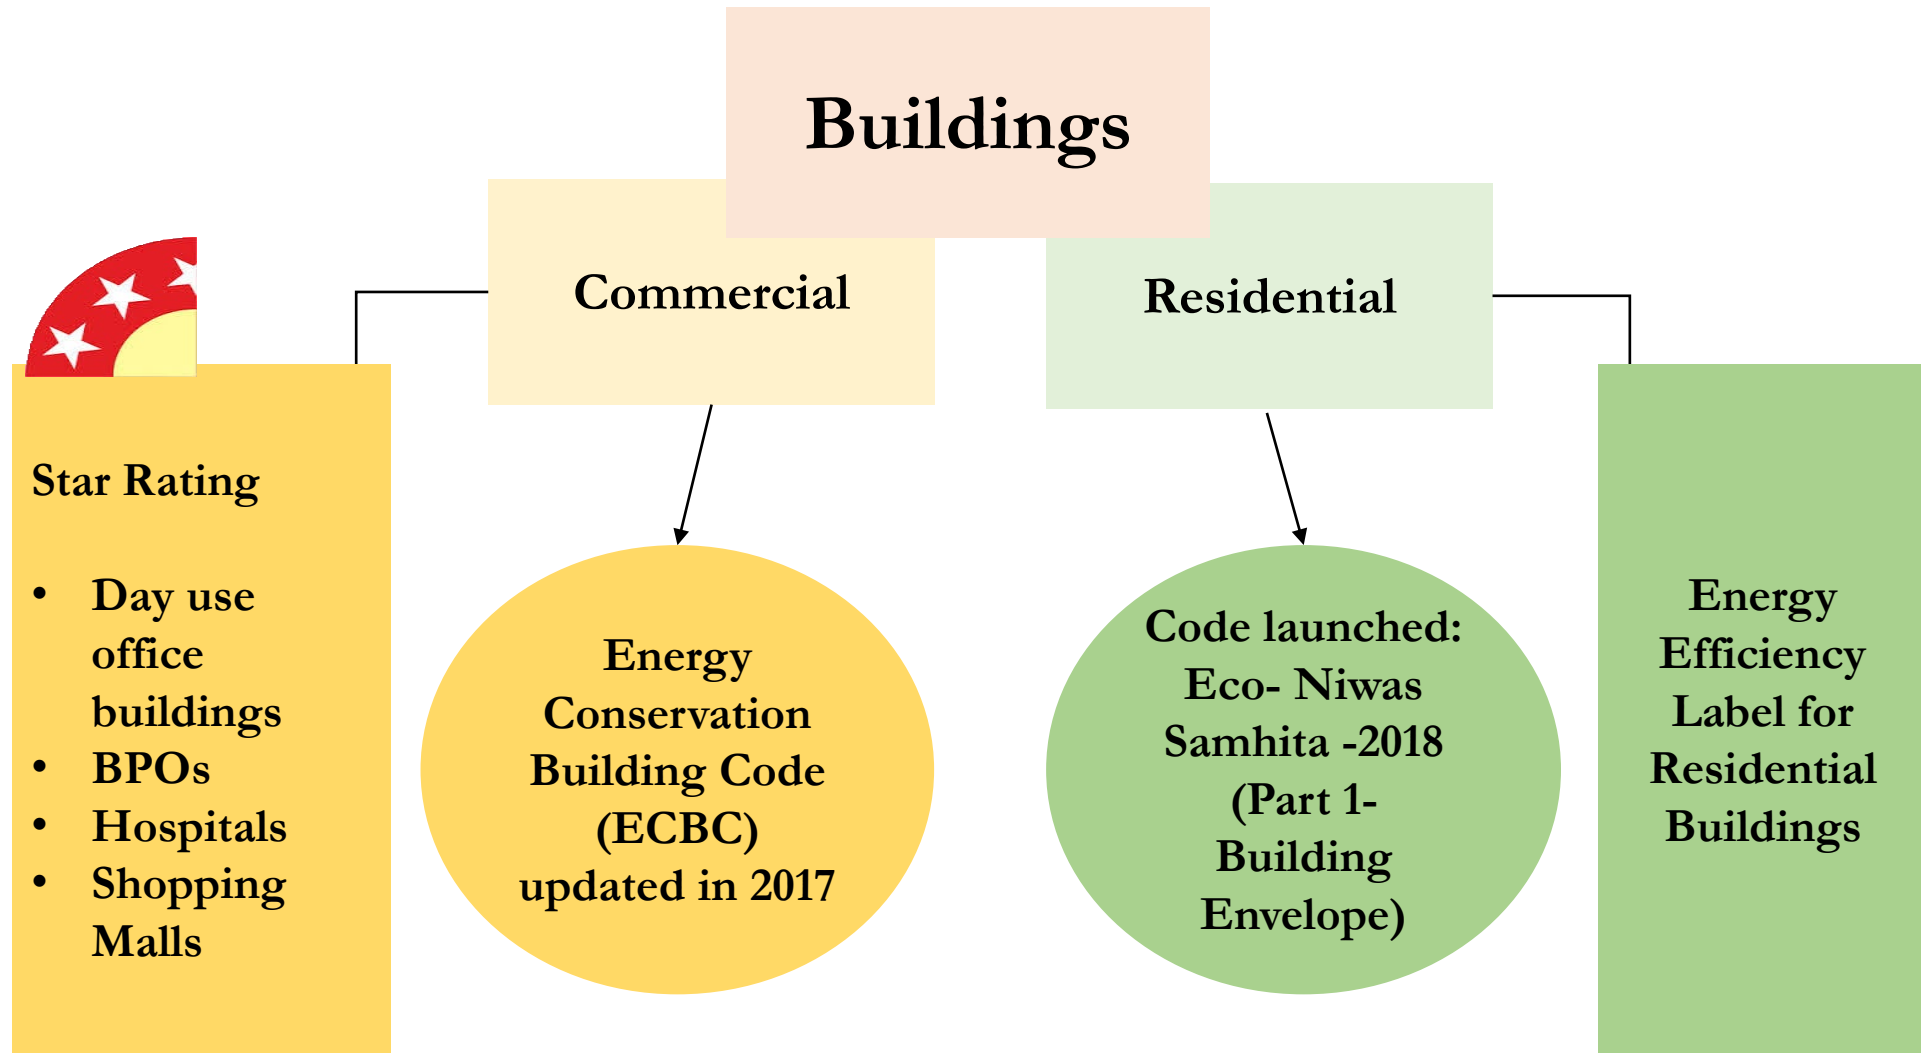 Buildings
Commercial
Residential
Star Rating
• Day use
office
buildings
• BPOs
• Hospitals
• Shopping
Malls
Energy
Conservation
Building Code
(ECBC)
updated in 2017
Code launched:
Eco- Niwas
Samhita -2018
(Part 1-
Building
Envelope)
Energy
Efficiency
Label for
Residential
Buildings